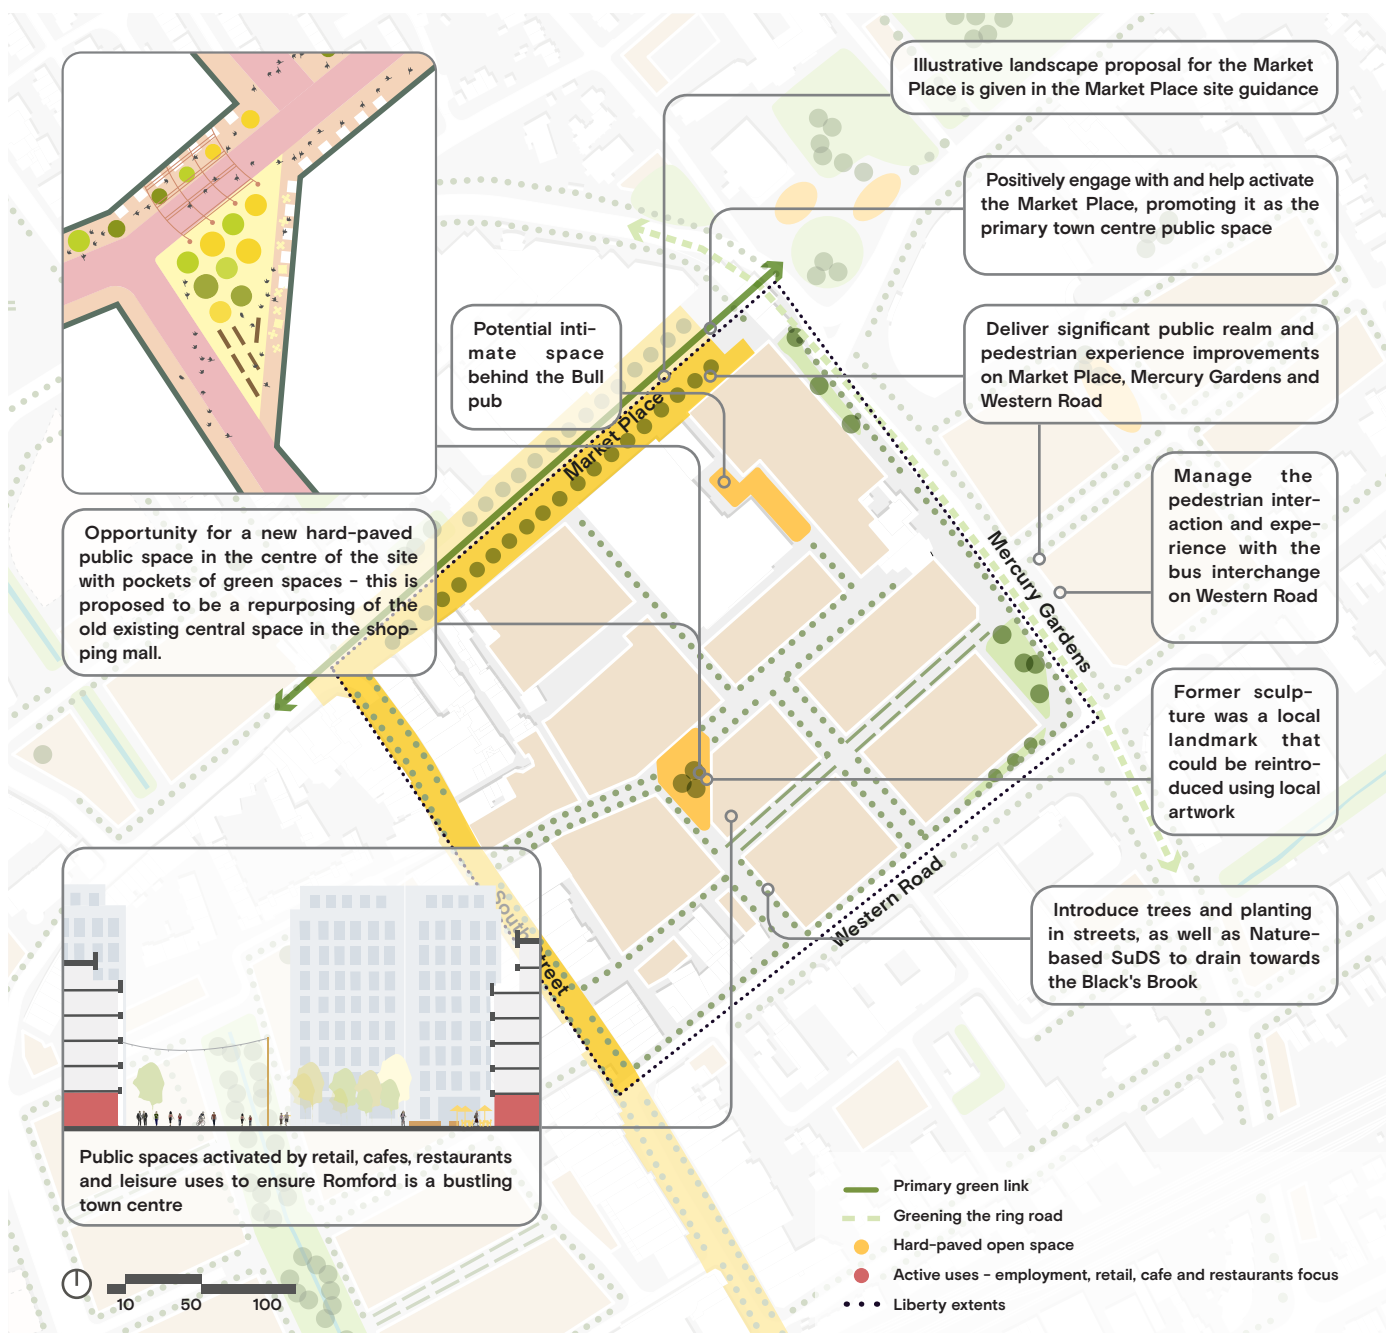 Illustrative landscape proposal for the Market
Place is given in the Market Place site guidance
Positively engage with and help activate
the Market Place, promoting it as the
primary town centre public space
Potential inti-
mate space
behind the Bull
pub
Deliver significant public realm and
pedestrian experience improvements
on Market Place, Mercury Gardens and
Western Road
Market Place
Manage the
pedestrian inter-
action and expe-
rience with the
bus interchange
on Western Road
Opportunity for a new hard-paved
public space in the centre of the site
with pockets of green spaces - this is
proposed to be a repurposing of the
old existing central space in the shop-
ping mall.
Mercury Gardens
Former sculp-
ture was a local
landmark that
could be reintro-
duced using local
artwork
South Street
Western Road
Introduce trees and planting
in streets, as well as Nature-
based SuDS to drain towards
the Black's Brook
Public spaces activated by retail, cafes, restaurants
and leisure uses to ensure Romford is a bustling
town centre
Primary green link
Greening the ring road
Hard-paved open space
Active uses - employment, retail, cafe and restaurants focus
Liberty extents
10 50 100